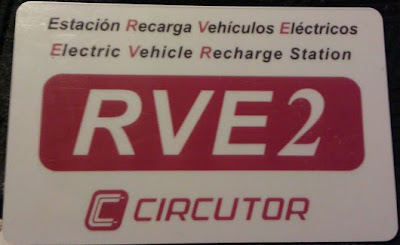 Estación Recarga Vehículos Eléctricos
Electric Vehicle Recharge Station
RVE2
CIRCUTOR